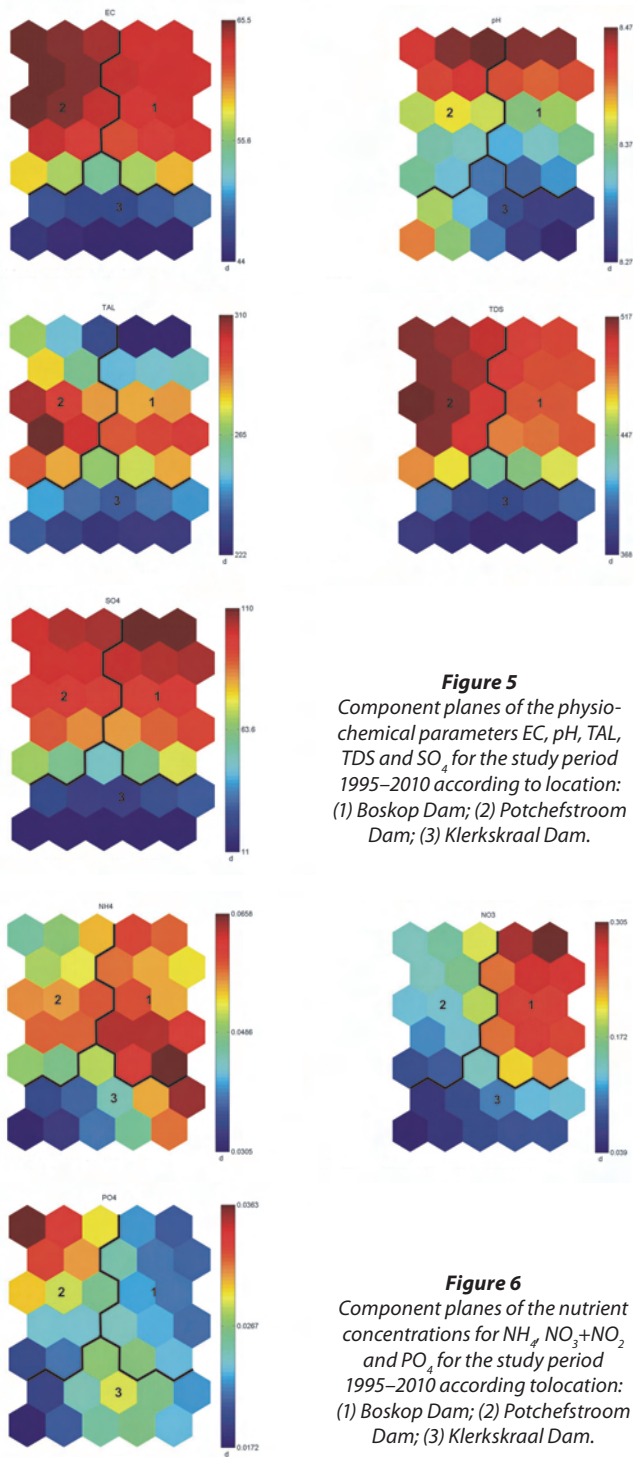 EC
65.5
2
1
55.6
3
44
d
pH
8.47
2
1
8.37
3
8.27
d
TAL
310
2
1
265
3
222
d
TDS
517
2
1
447
3
368
d
SO4
110
2
1
63.6
3
11
d
Figure 5
Component planes of the physio-
chemical parameters EC, pH, TAL,
TDS and SO₄ for the study period
1995–2010 according to location:
(1) Boskop Dam; (2) Potchefstroom
Dam; (3) Klerkskraal Dam.
NH4
0.0658
2
1
0.0486
3
0.0305
d
NO3
0.305
2
1
3
0.039
d
PO4
0.0363
2
1
0.0267
3
0.0172
d
Figure 6
Component planes of the nutrient
concentrations for NH₄, NO₃+NO₂
and PO₄ for the study period
1995–2010 according tolocation:
(1) Boskop Dam; (2) Potchefstroom
Dam; (3) Klerkskraal Dam.